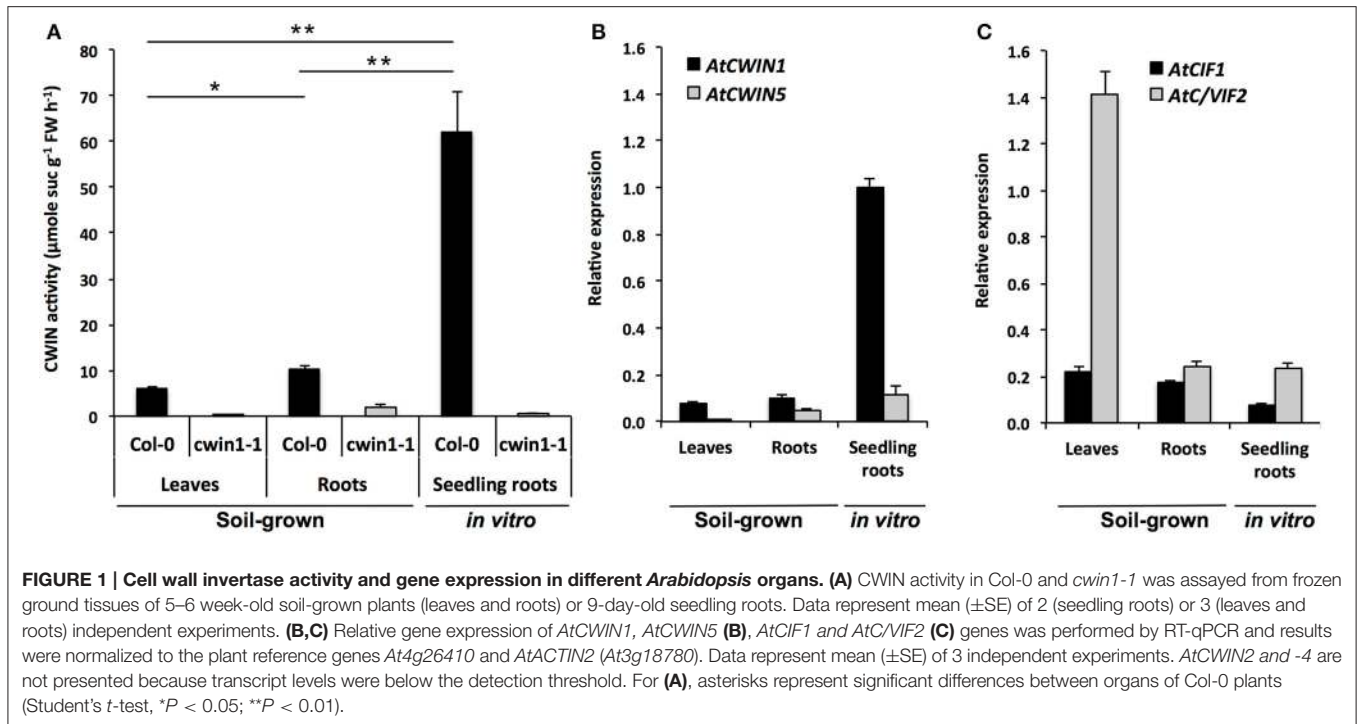 A
80
70
60
50
40
30
20
10
0
CWIN activity (µmole suc g-1 FW h-1)
**
**
*
Col-0 cwin1-1 Col-0 cwin1-1 Col-0 cwin1-1
Leaves Roots Seedling roots
Soil-grown in vitro
B
1.6
1.4
1.2
1.0
0.8
0.6
0.4
0.2
0.0
Relative expression
AtCWIN1
AtCWIN5
Leaves Roots Seedling
roots
Soil-grown in vitro
C
1.6
1.4
1.2
1.0
0.8
0.6
0.4
0.2
0.0
Relative expression
AtCIF1
AtC/VIF2
Leaves Roots Seedling
roots
Soil-grown in vitro
FIGURE 1 | Cell wall invertase activity and gene expression in different Arabidopsis organs. (A) CWIN activity in Col-0 and cwin1-1 was assayed from frozen
ground tissues of 5–6 week-old soil-grown plants (leaves and roots) or 9-day-old seedling roots. Data represent mean (±SE) of 2 (seedling roots) or 3 (leaves and
roots) independent experiments. (B,C) Relative gene expression of AtCWIN1, AtCWIN5 (B), AtCIF1 and AtC/VIF2 (C) genes was performed by RT-qPCR and results
were normalized to the plant reference genes At4g26410 and AtACTIN2 (At3g18780). Data represent mean (±SE) of 3 independent experiments. AtCWIN2 and -4 are
not presented because transcript levels were below the detection threshold. For (A), asterisks represent significant differences between organs of Col-0 plants
(Student's t-test, *P < 0.05; **P < 0.01).